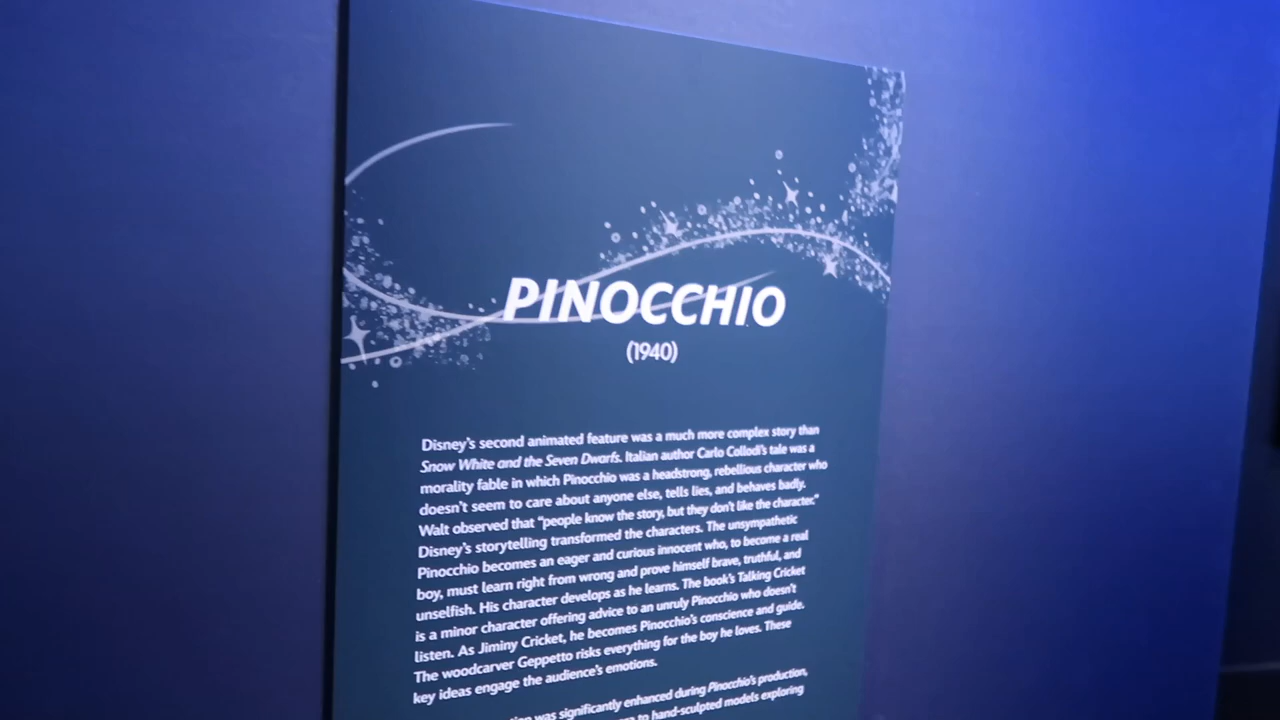 PINOCCHIO
(1940)
Disney's second animated feature was a much more complex story than
Snow White and the Seven Dwarfs. Italian author Carlo Collodi's tale was a
morality fable in which Pinocchio was a headstrong, rebellious character who
doesn't seem to care about anyone else, tells lies, and behaves badly.
Walt observed that “people know the story, but they don't like the character.”
Disney's storytelling transformed the characters. The unsympathetic
Pinocchio becomes an eager and curious innocent who, to become a real
boy, must learn right from wrong and prove himself brave, truthful, and
unselfish. His character develops as he learns. The book's Talking Cricket
is a minor character offering advice to an unruly Pinocchio who doesn't
listen. As Jiminy Cricket, he becomes Pinocchio's conscience and guide.
The woodcarver Geppetto risks everything for the boy he loves. These
key ideas engage the audience's emotions.
was significantly enhanced during Pinocchio's production,
to hand-sculpted models exploring